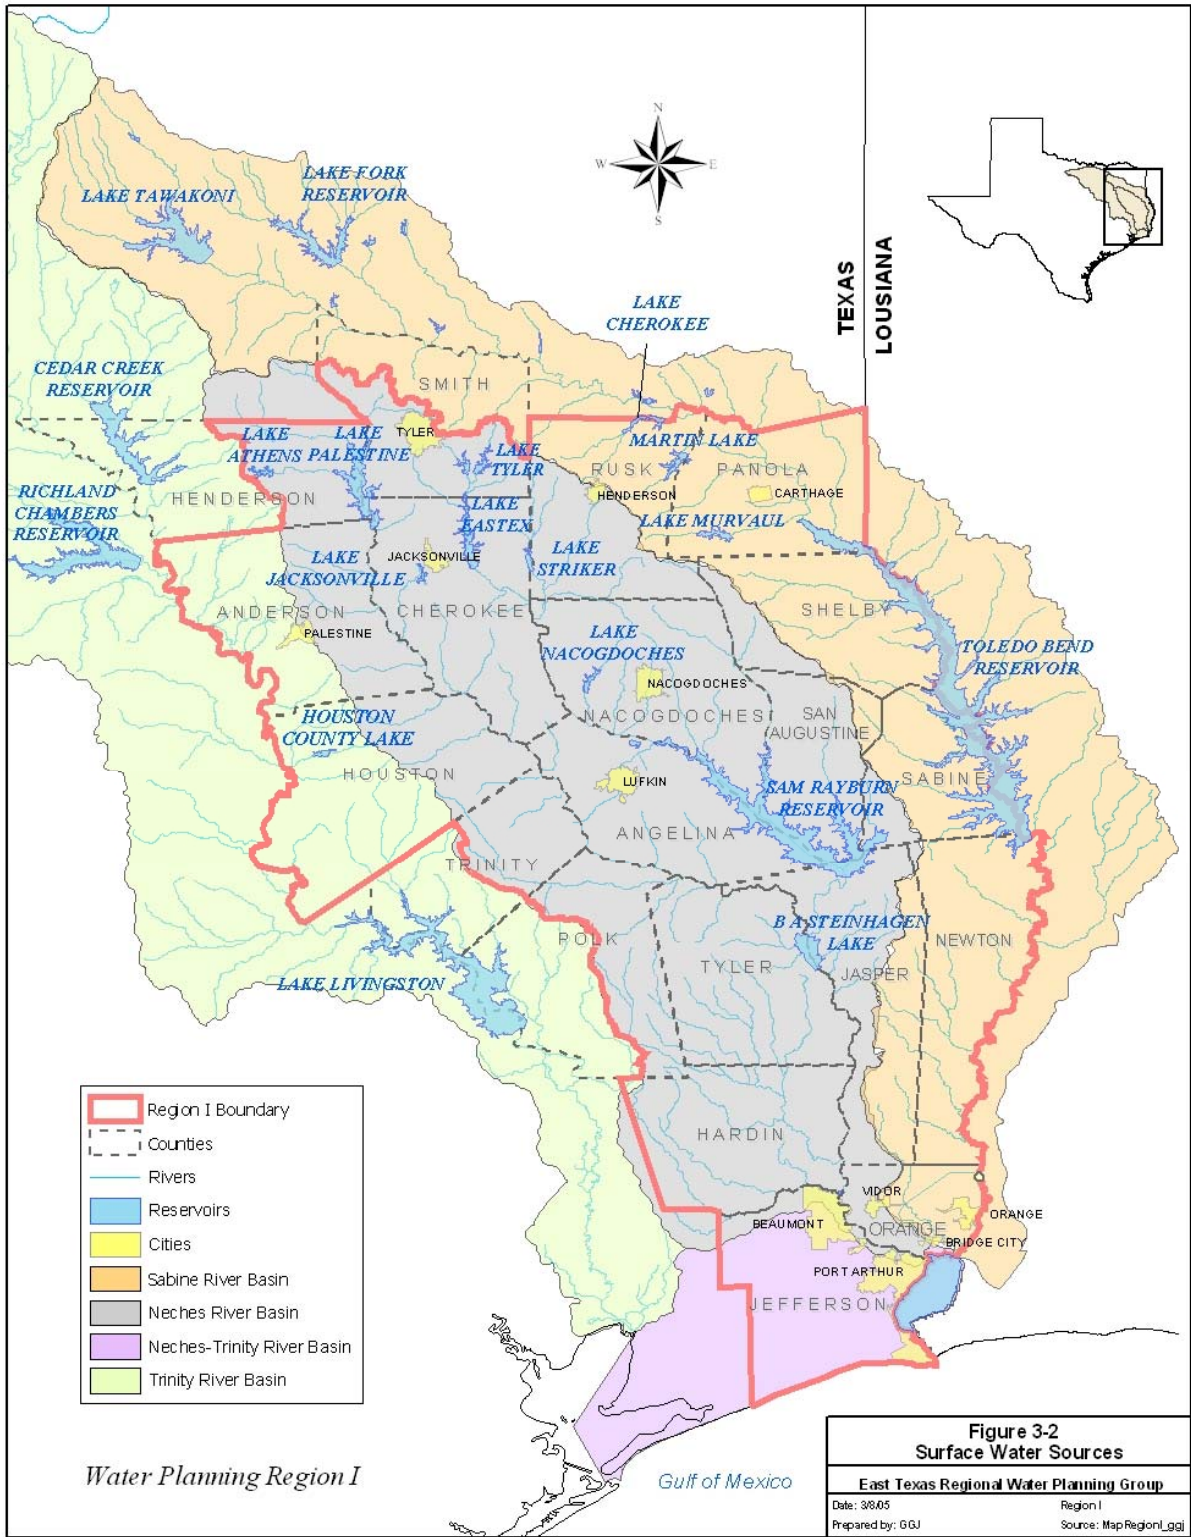 N
W
E
S
LAKE TAWAKONI
LAKE FORK
RESERVOIR
TEXAS
LOUSIANA
LAKE
CHEROKEE
CEDAR CREEK
RESERVOIR
SMITH
TYLER
LAKE
ATHENS
LAKE
PALESTINE
LAKE
TYLER
MARTIN LAKE
RUSK
PANOLA
HENDERSON
CARTHAGE
HENDERSON
RICHLAND
CHAMBERS
RESERVOIR
LAKE
EASTEX
LAKE MURVAUL
JACKSONVILLE
LAKE
JACKSONVILLE
LAKE
STRIKER
ANDERSON
CHEROKEE
SHELBY
PALESTINE
LAKE
NACOGDOCHES
TOLEDO BEND
RESERVOIR
NACOGDOCHES
NACOGDOCHES
SAN
AUGUSTINE
HOUSTON
COUNTY LAKE
HOUSTON
LUFKIN
SAM RAYBURN
RESERVOIR
SABINE
ANGELINA
TRINITY
POLK
B A STEINHAGEN
LAKE
NEWTON
TYLER
JASPER
LAKE LIVINGSTON
HARDIN
VIDOR
BEAUMONT
ORANGE
ORANGE
BRIDGE CITY
PORT ARTHUR
JEFFERSON
Region I Boundary
Counties
Rivers
Reservoirs
Cities
Sabine River Basin
Neches River Basin
Neches-Trinity River Basin
Trinity River Basin
Water Planning Region I
Gulf of Mexico
Figure 3-2
Surface Water Sources
East Texas Regional Water Planning Group
Date: 3/8/05
Region I
Prepared by: GGJ
Source: MapRegionI_ggj